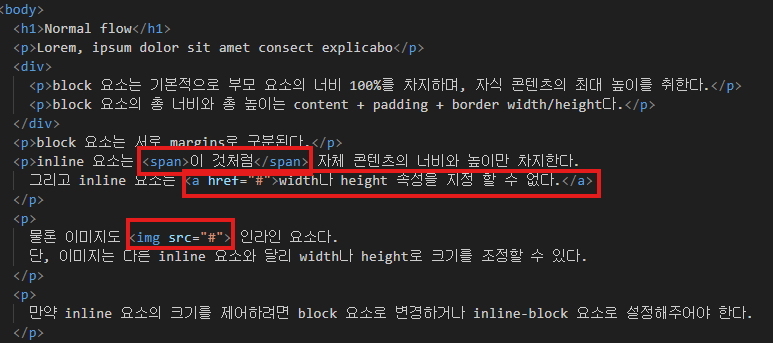 <body>
<h1>Normal flow</h1>
<p>Lorem, ipsum dolor sit amet consect explicabo</p>
<div>
<p>block 요소는 기본적으로 부모 요소의 너비 100%를 차지하며, 자식 콘텐츠의 최대 높이를 취한다.</p>
<p>block 요소의 총 너비와 총 높이는 content + padding + border width/height다.</p>
</div>
<p>block 요소는 서로 margins로 구분된다.</p>
<p>inline 요소는 <span>이 것처럼</span> 자체 콘텐츠의 너비와 높이만 차지한다.
그리고 inline 요소는 <a href="#">width나 height 속성을 지정 할 수 없다.</a>
</p>
<p>
물론 이미지도 <img src="#"> 인라인 요소다.
단, 이미지는 다른 inline 요소와 달리 width나 height로 크기를 조정할 수 있다.
</p>
<p>
만약 inline 요소의 크기를 제어하려면 block 요소로 변경하거나 inline-block 요소로 설정해주어야 한다.
</p>